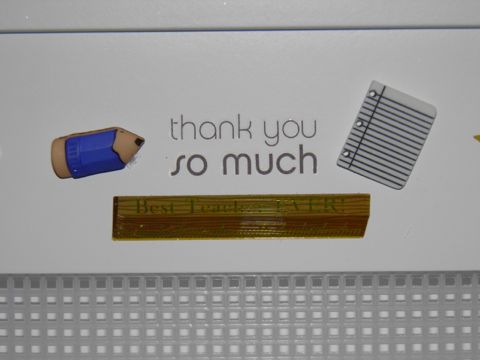 thank you
so much
Best Teacher EVER!